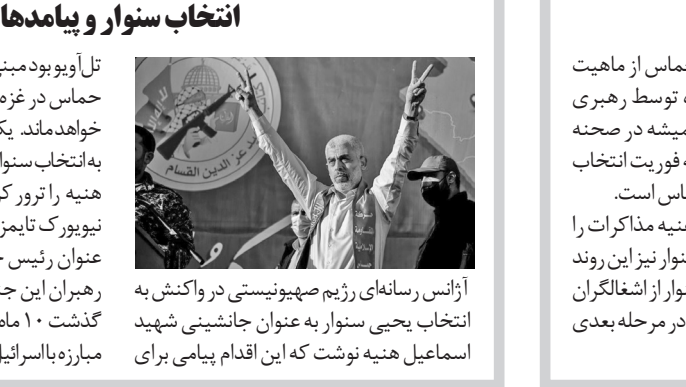 حماس از ماهیت
توسط رهبری
میشه در صحنه
فوریت انتخاب
ماس است.
نیه مذاکرات را
نوار نیز این روند
وار از اشغالگران
در مرحله بعدی
انتخاب سنوار و پیامدها
عز الدين القسام
آژانس رسانه‌ای رژیم صهیونیستی در واکنش به
انتخاب یحیی سنوار به عنوان جانشینی شهید
اسماعیل هنیه نوشت که این اقدام پیامی برای
تل‌آویو بود مبنی
حماس در غزه
خواهد ماند. یک
به انتخاب سنوار
هنیه را ترور کر
نیویورک تایمز
عنوان رئیس
رهبران این ج
گذشت ۱۰ ماه
مبارزه با اسرائیل